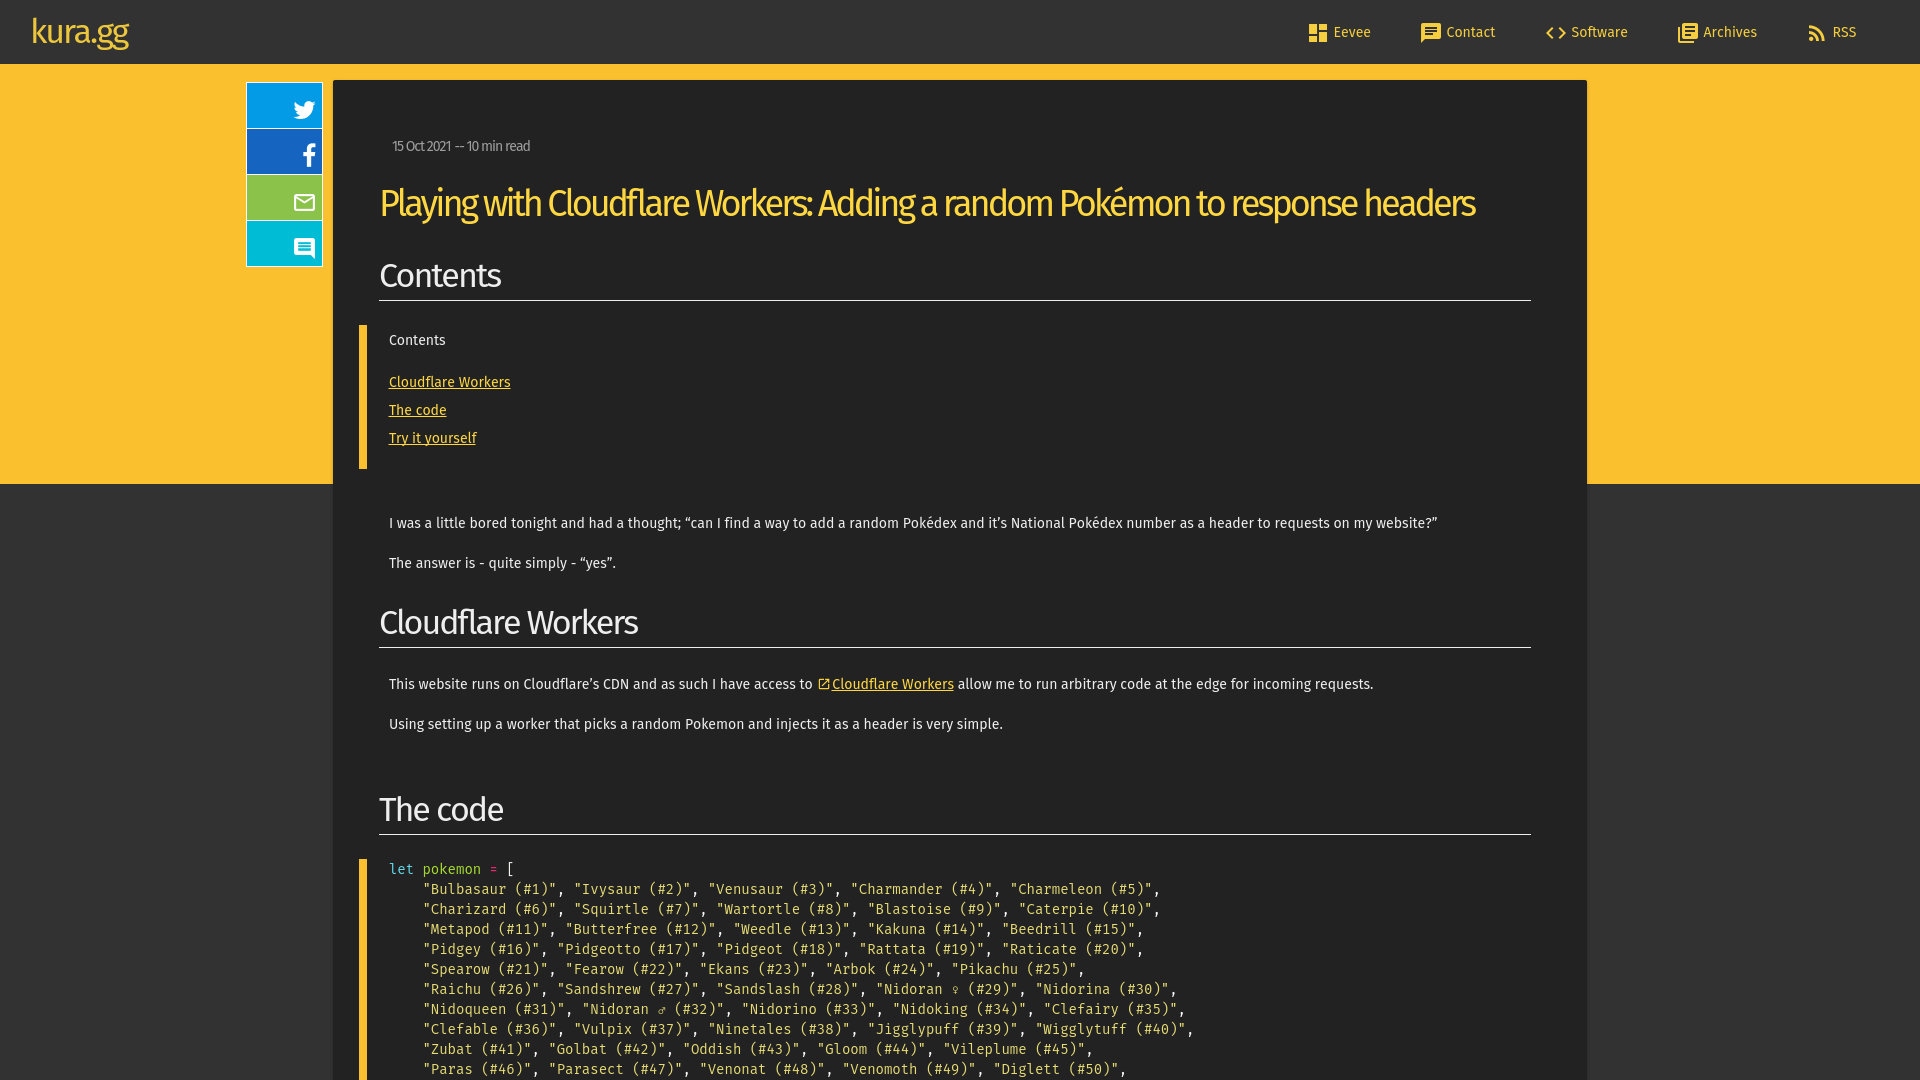 kura.gg
Eevee
Contact
Software
Archives
RSS
15 Oct 2021 -- 10 min read
Playing with Cloudflare Workers: Adding a random Pokémon to response headers
Contents
Contents
Cloudflare Workers
The code
Try it yourself
I was a little bored tonight and had a thought; “can I find a way to add a random Pokédex and it’s National Pokédex number as a header to requests on my website?”
The answer is - quite simply - “yes”.
Cloudflare Workers
This website runs on Cloudflare’s CDN and as such I have access to Cloudflare Workers allow me to run arbitrary code at the edge for incoming requests.
Using setting up a worker that picks a random Pokemon and injects it as a header is very simple.
The code
let pokemon = [
"Bulbasaur (#1)", "Ivysaur (#2)", "Venusaur (#3)", "Charmander (#4)", "Charmeleon (#5)",
"Charizard (#6)", "Squirtle (#7)", "Wartortle (#8)", "Blastoise (#9)", "Caterpie (#10)",
"Metapod (#11)", "Butterfree (#12)", "Weedle (#13)", "Kakuna (#14)", "Beedrill (#15)",
"Pidgey (#16)", "Pidgeotto (#17)", "Pidgeot (#18)", "Rattata (#19)", "Raticate (#20)",
"Spearow (#21)", "Fearow (#22)", "Ekans (#23)", "Arbok (#24)", "Pikachu (#25)",
"Raichu (#26)", "Sandshrew (#27)", "Sandslash (#28)", "Nidoran ♀ (#29)", "Nidorina (#30)",
"Nidoqueen (#31)", "Nidoran ♂ (#32)", "Nidorino (#33)", "Nidoking (#34)", "Clefairy (#35)",
"Clefable (#36)", "Vulpix (#37)", "Ninetales (#38)", "Jigglypuff (#39)", "Wigglytuff (#40)",
"Zubat (#41)", "Golbat (#42)", "Oddish (#43)", "Gloom (#44)", "Vileplume (#45)",
"Paras (#46)", "Parasect (#47)", "Venonat (#48)", "Venomoth (#49)", "Diglett (#50)",